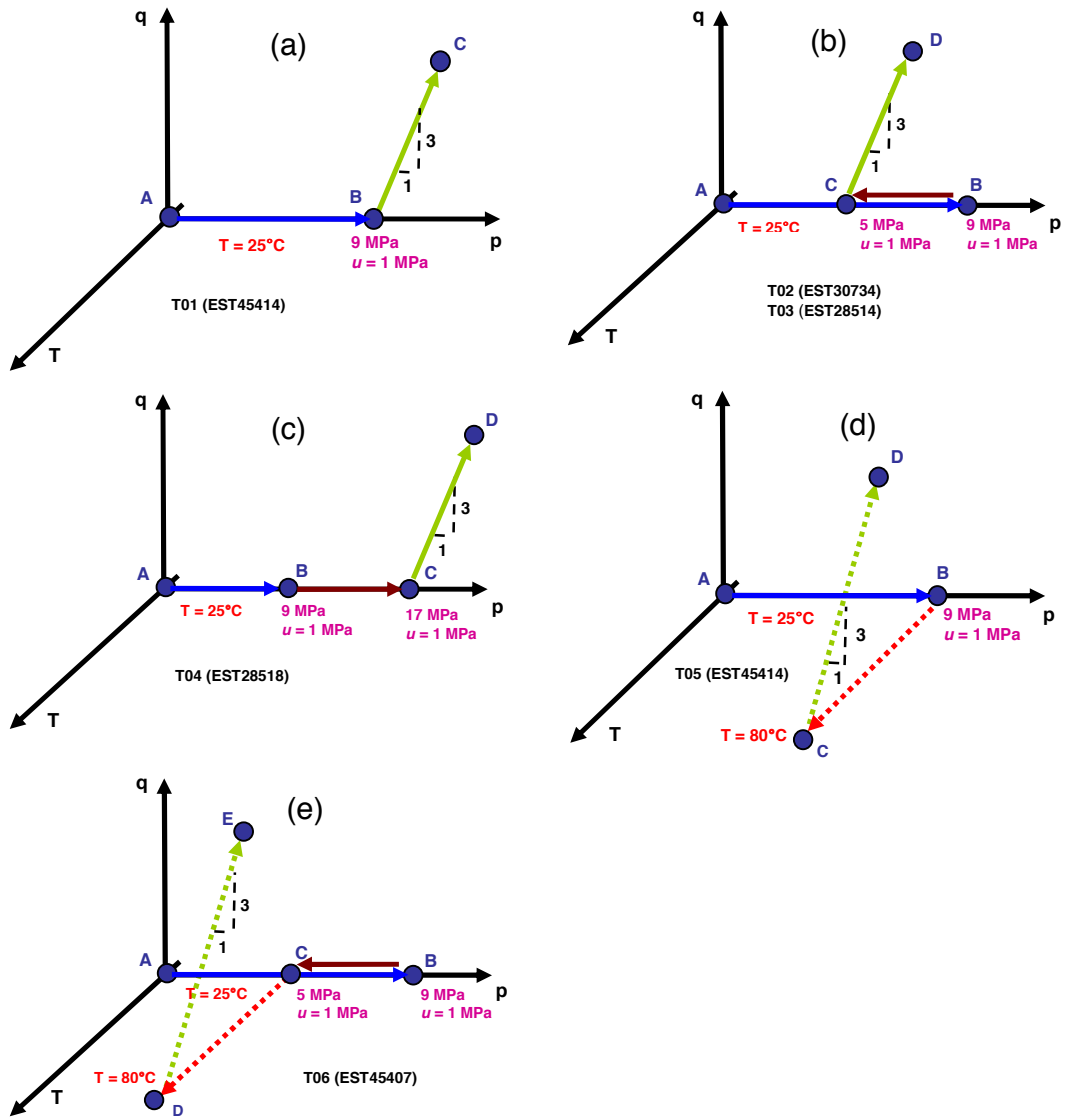 q
(a)
C
3
1
A
B
p
T = 25°C
9 MPa
u = 1 MPa
T01 (EST45414)
T
q
(b)
D
3
1
A
C
B
p
T = 25°C
5 MPa
u = 1 MPa
9 MPa
u = 1 MPa
T02 (EST30734)
T03 (EST28514)
T
q
(c)
D
3
1
A
B
C
p
T = 25°C
9 MPa
u = 1 MPa
17 MPa
u = 1 MPa
T04 (EST28518)
T
q
(d)
D
A
B
p
T = 25°C
9 MPa
u = 1 MPa
3
1
T05 (EST45414)
T
T = 80°C
C
q
(e)
E
3
1
A
C
B
p
T = 25°C
5 MPa
u = 1 MPa
9 MPa
u = 1 MPa
T = 80°C
T06 (EST45407)
T
D